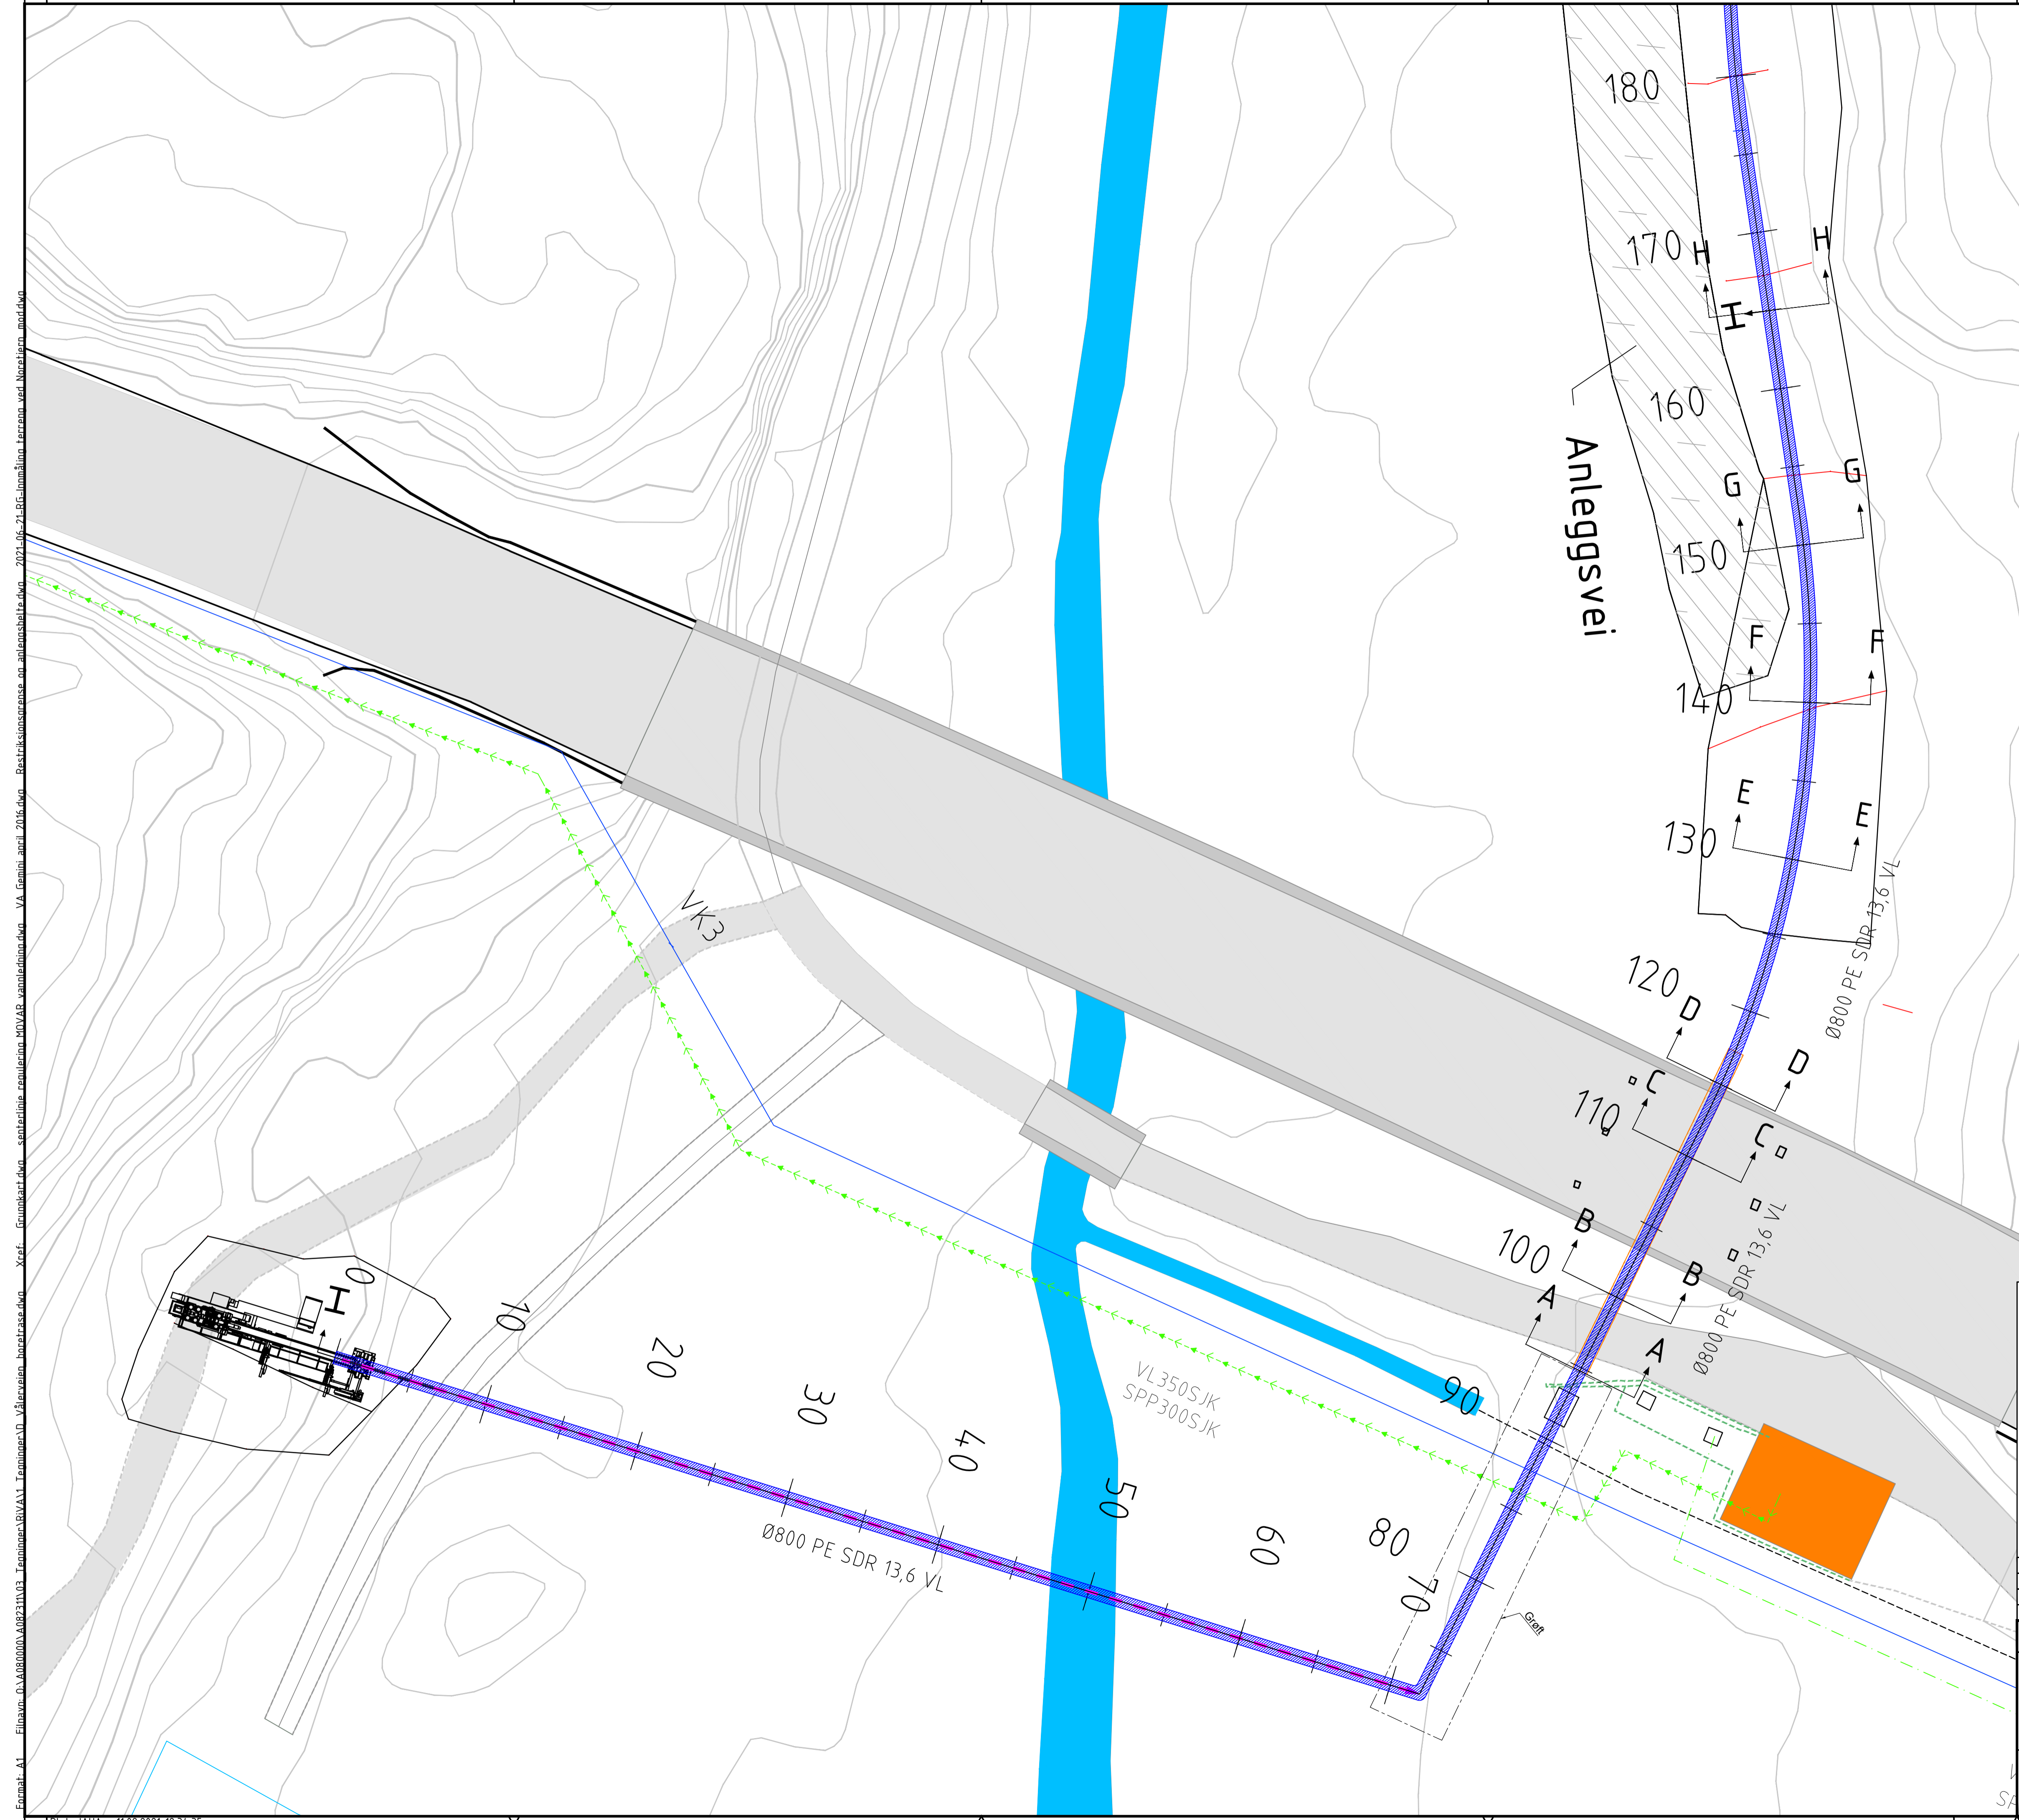 180
170
H
H
I
160
Anleggsvei
G
G
150
F
F
140
E
E
130
Ø800 PE SDR 13,6 VL
120
D
D
VK3
C
110
C
B
100
B
A
A
Ø800 PE SDR 13,6 VL
0
I
10
20
30
40
50
60
70
80
90
VL350SJK
SPP300SJK
Ø800 PE SDR 13,6 VL
Grøft
Format: A1